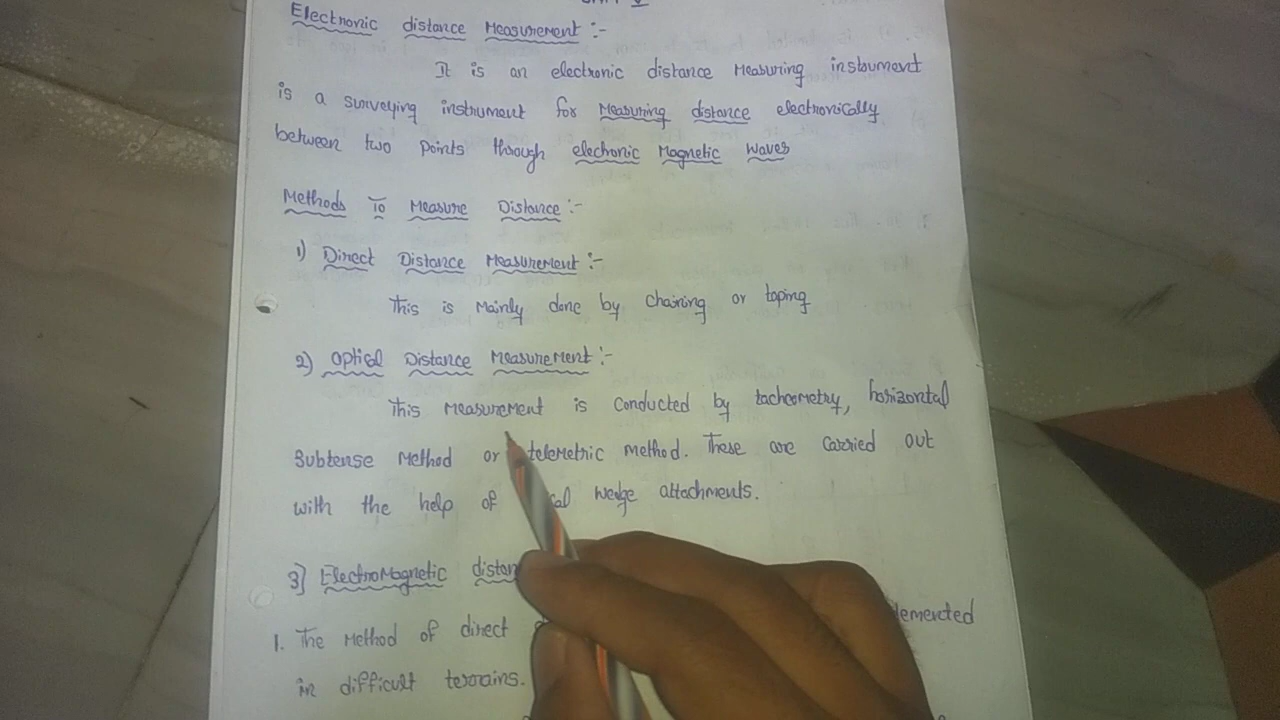 Electronic distance Measurement :-
It is an electronic distance Measuring instoument
is a surveying instrument for Measuring distance electronically
between two points through electronic Magnetic waves
Methods To Measure Distance :-
1) Direct Distance Measurement :-
This is Mainly done by chaining or taping
2) optical Distance Measurement :-
This Measurement is conducted by tacheometry, horizontal
Subtense Method or telemetric method. These are carried out
with the help of wedge attachments.
3] ElectroMagnetic
1. The Method of direct
in difficult terrains.